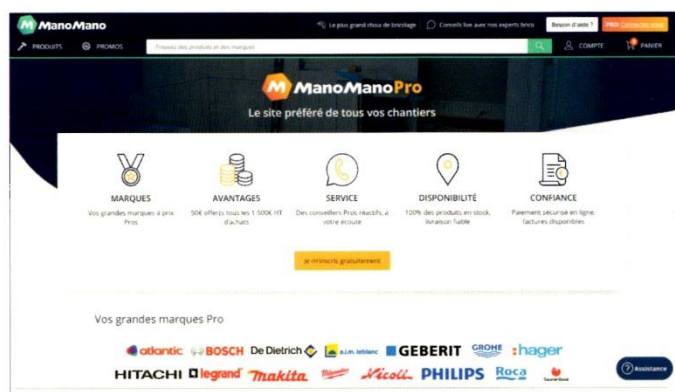 ManoMano
Le plus grand choix de bricolage
Conseils live avec nos experts brico
Besoin d'aide ?
PRO Connectez-vous
PRODUITS
PROMOS
Trouvez des produits et des marques
COMPTE
PANIER
ManoManoPro
Le site préféré de tous vos chantiers
MARQUES
Vos grandes marques à prix
Pros
AVANTAGES
50€ offerts tous les 1 500€ HT
d'achats
SERVICE
Des conseillers Pros réactifs, à
votre écoute
DISPONIBILITÉ
100% des produits en stock,
livraison fiable
CONFIANCE
Paiement sécurisé en ligne,
factures disponibles
Je m'inscris gratuitement
Vos grandes marques Pro
atlantic BOSCH De Dietrich e.l.m. leblanc GEBERIT GROHE :hager
HITACHI legrand makita Milwaukee Nicoll PHILIPS Roca
Assistance